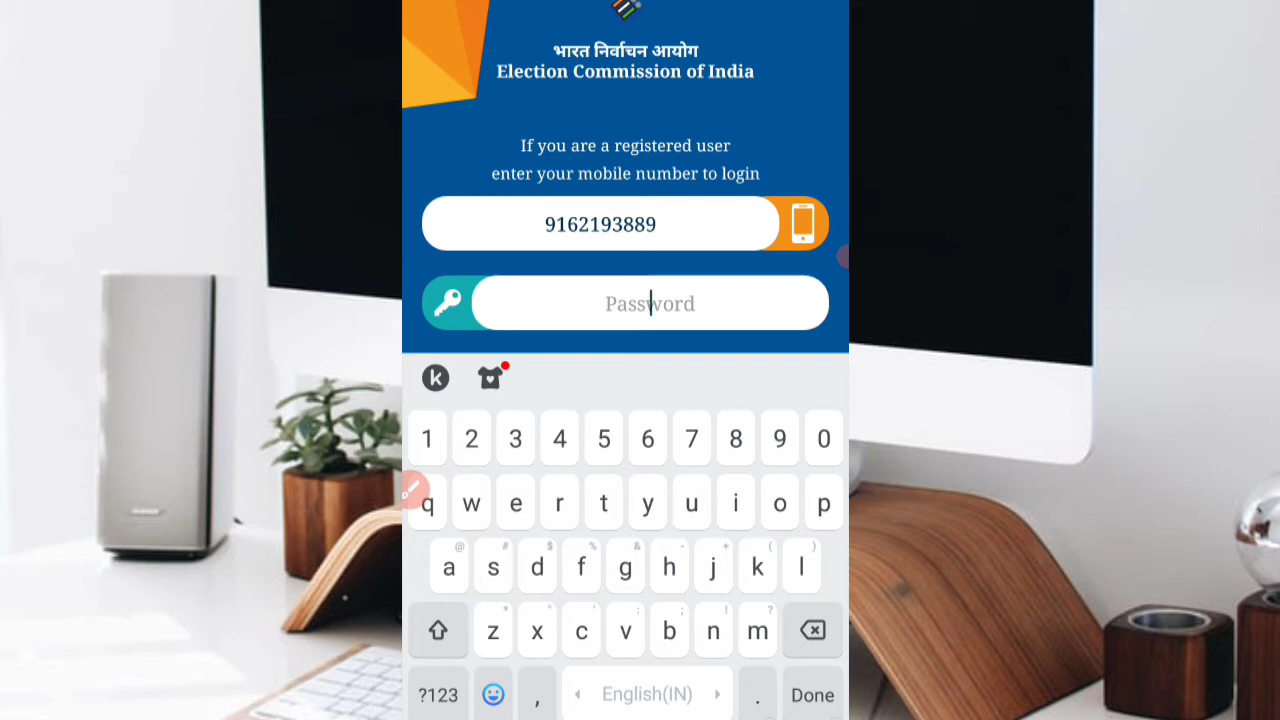 भारत निर्वाचन आयोग
Election Commission of India
If you are a registered user
enter your mobile number to login
9162193889
Password
k
1 2 3 4 5 6 7 8 9 0
q w e r t y u i o p
@ # $ % & - + ( )
a s d f g h j k l
* " ' : ; ! ?
z x c v b n m
?123 , English(IN) . Done